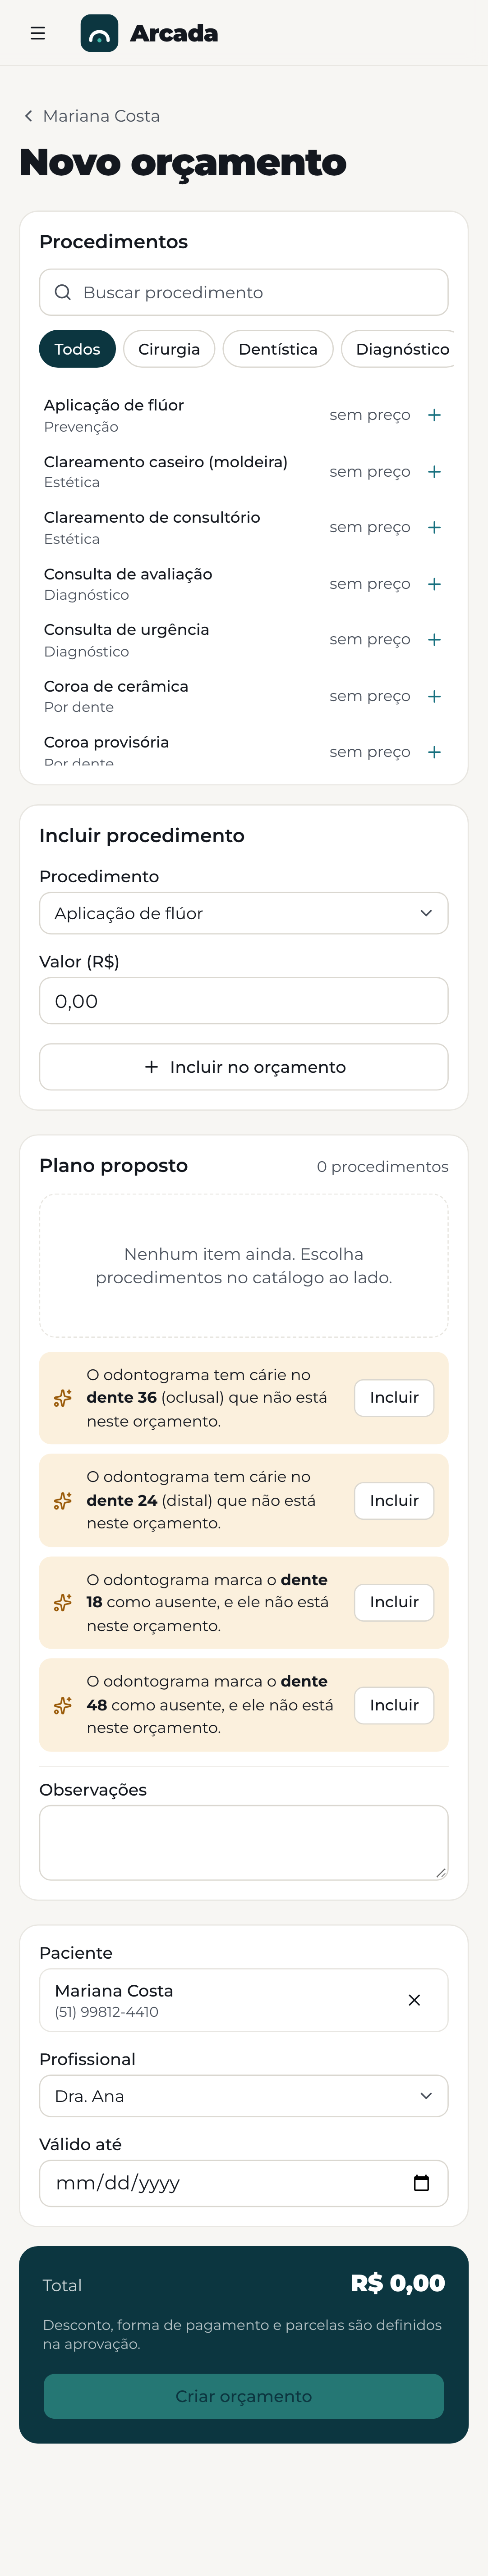 Arcada
Mariana Costa
Novo orçamento
Procedimentos
Buscar procedimento
Todos
Cirurgia
Dentística
Diagnóstico
Aplicação de flúor
Prevenção
sem preço
Clareamento caseiro (moldeira)
Estética
sem preço
Clareamento de consultório
Estética
sem preço
Consulta de avaliação
Diagnóstico
sem preço
Consulta de urgência
Diagnóstico
sem preço
Coroa de cerâmica
Por dente
sem preço
Coroa provisória
Por dente
sem preço
Incluir procedimento
Procedimento
Aplicação de flúor
Valor (R$)
0,00
Incluir no orçamento
Plano proposto
0 procedimentos
Nenhum item ainda. Escolha
procedimentos no catálogo ao lado.
O odontograma tem cárie no
dente 36 (oclusal) que não está
neste orçamento.
Incluir
O odontograma tem cárie no
dente 24 (distal) que não está
neste orçamento.
Incluir
O odontograma marca o dente
18 como ausente, e ele não está
neste orçamento.
Incluir
O odontograma marca o dente
48 como ausente, e ele não está
neste orçamento.
Incluir
Observações
Paciente
Mariana Costa
(51) 99812-4410
Profissional
Dra. Ana
Válido até
mm/dd/yyyy
Total
R$ 0,00
Desconto, forma de pagamento e parcelas são definidos
na aprovação.
Criar orçamento